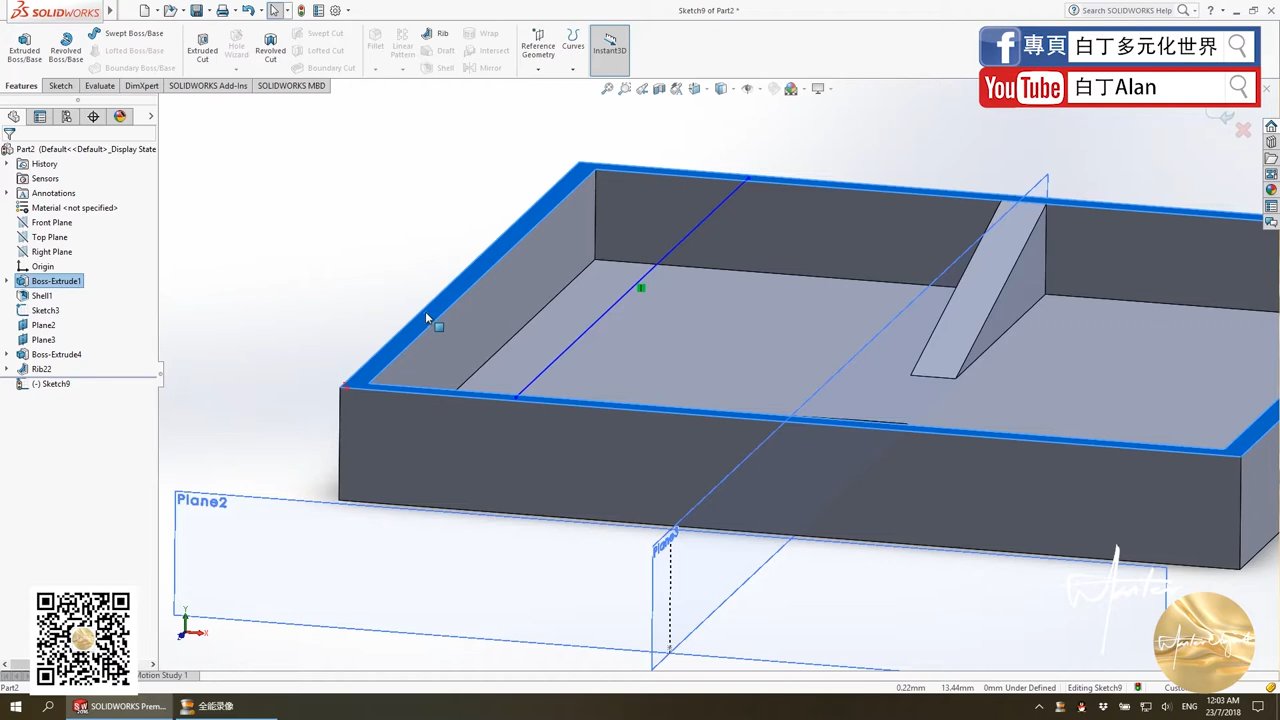 SOLIDWORKS
Sketch9 of Part2 *
Search SOLIDWORKS Help
Extruded Boss/Base
Revolved Boss/Base
Swept Boss/Base
Lofted Boss/Base
Boundary Boss/Base
Extruded Cut
Hole Wizard
Revolved Cut
Swept Cut
Lofted Cut
Boundary Cut
Fillet
Linear Pattern
Rib
Draft
Shell
Wrap
Intersect
Mirror
Reference Geometry
Curves
Instant3D
Features
Sketch
Evaluate
DimXpert
SOLIDWORKS Add-Ins
SOLIDWORKS MBD
f 專頁 白丁多元化世界
YouTube 白丁Alan
Part2 (Default<<Default>_Display State
History
Sensors
Annotations
Material <not specified>
Front Plane
Top Plane
Right Plane
Origin
Boss-Extrude1
Shell1
Sketch3
Plane2
Plane3
Boss-Extrude4
Rib22
(-) Sketch9
Plane2
Y
X
Motion Study 1
Part2
0.22mm
13.44mm
0mm Under Defined
Editing Sketch9
SOLIDWORKS Prem...
全能录像
12:03 AM
23/7/2018